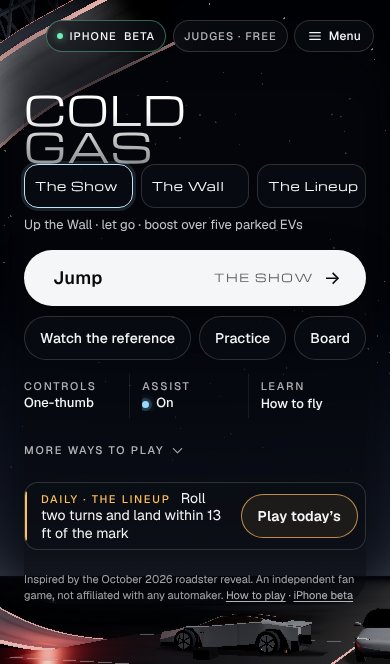 IPHONE BETA
JUDGES · FREE
Menu
COLD
GAS
The Show
The Wall
The Lineup
Up the Wall · let go · boost over five parked EVs
Jump
THE SHOW →
Watch the reference
Practice
Board
CONTROLS
One-thumb
ASSIST
On
LEARN
How to fly
MORE WAYS TO PLAY
DAILY · THE LINEUP Roll
two turns and land within 13
ft of the mark
Play today’s
Inspired by the October 2026 roadster reveal. An independent fan
game, not affiliated with any automaker. How to play · iPhone beta